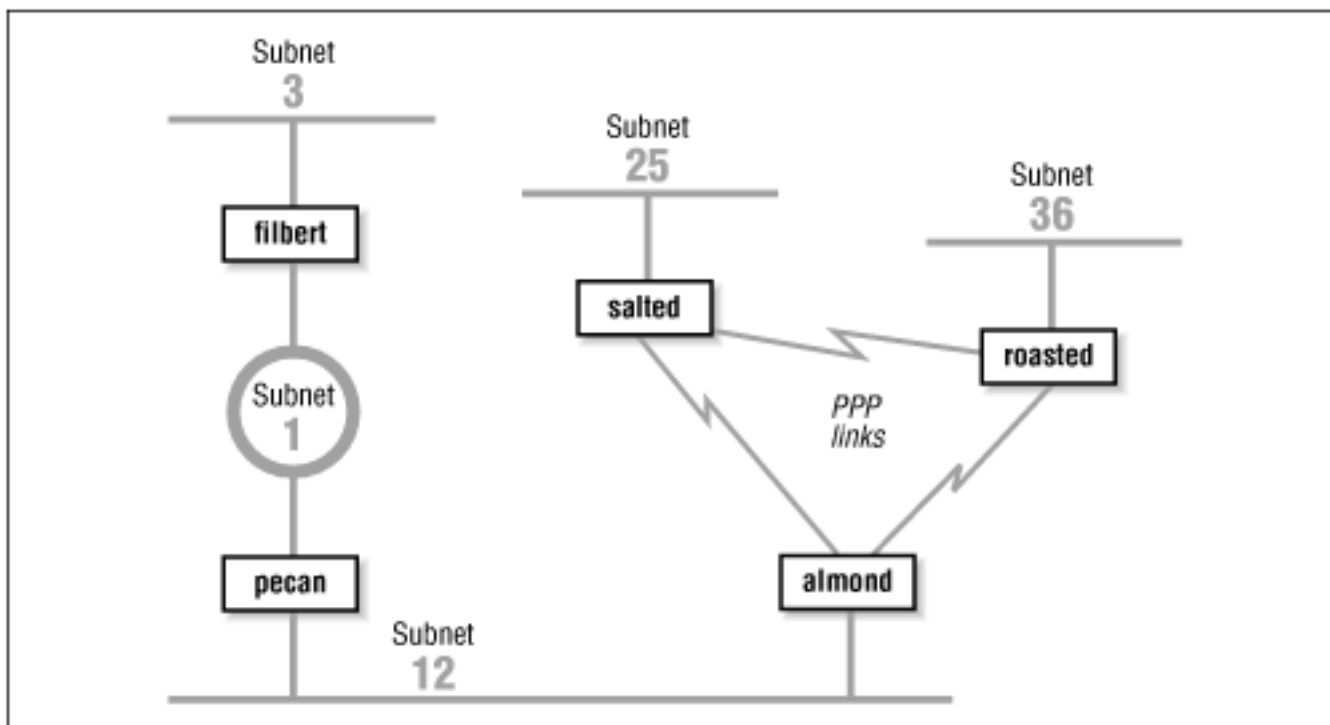 Subnet
3
filbert
Subnet
1
pecan
Subnet
12
Subnet
25
salted
Subnet
36
roasted
PPP
links
almond